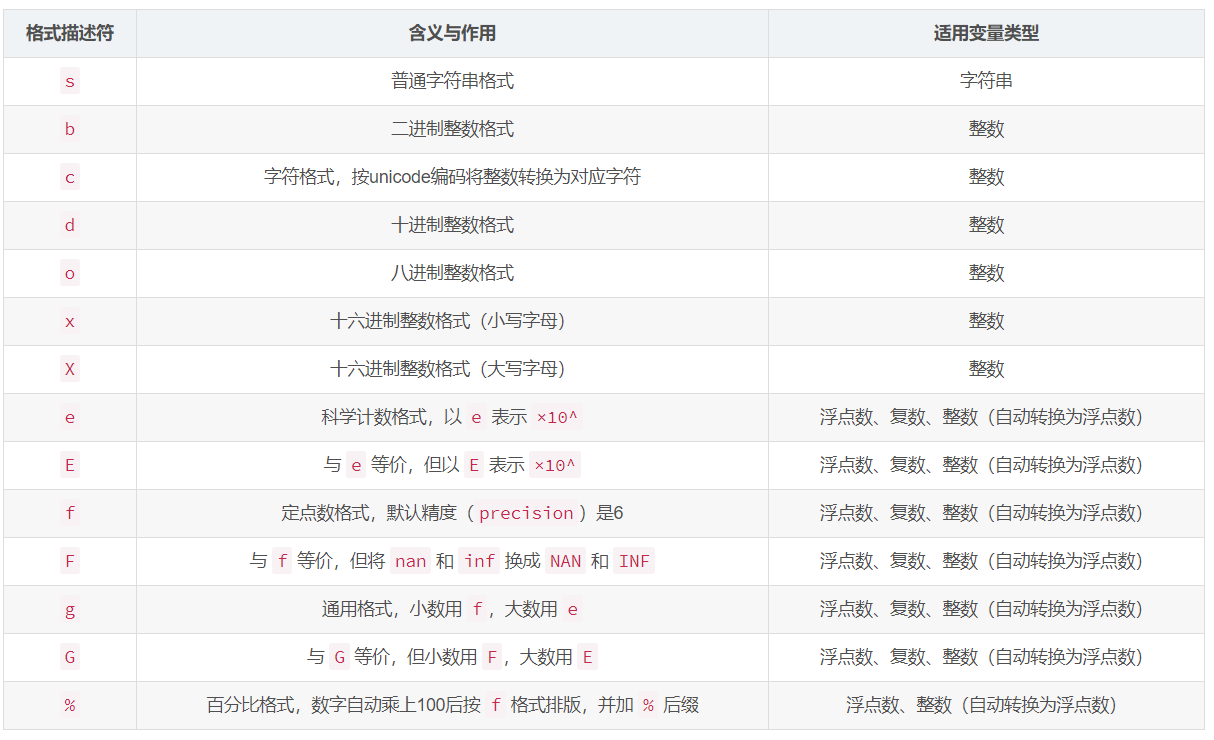 格式描述符 含义与作用 适用变量类型
s 普通字符串格式 字符串
b 二进制整数格式 整数
c 字符格式，按unicode编码将整数转换为对应字符 整数
d 十进制整数格式 整数
o 八进制整数格式 整数
x 十六进制整数格式（小写字母） 整数
X 十六进制整数格式（大写字母） 整数
e 科学计数格式，以 e 表示 ×10^ 浮点数、复数、整数（自动转换为浮点数）
E 与 e 等价，但以 E 表示 ×10^ 浮点数、复数、整数（自动转换为浮点数）
f 定点数格式，默认精度（precision）是6 浮点数、复数、整数（自动转换为浮点数）
F 与 f 等价，但将 nan 和 inf 换成 NAN 和 INF 浮点数、复数、整数（自动转换为浮点数）
g 通用格式，小数用 f，大数用 e 浮点数、复数、整数（自动转换为浮点数）
G 与 G 等价，但小数用 F，大数用 E 浮点数、复数、整数（自动转换为浮点数）
% 百分比格式，数字自动乘上100后按 f 格式排版，并加 % 后缀 浮点数、整数（自动转换为浮点数）